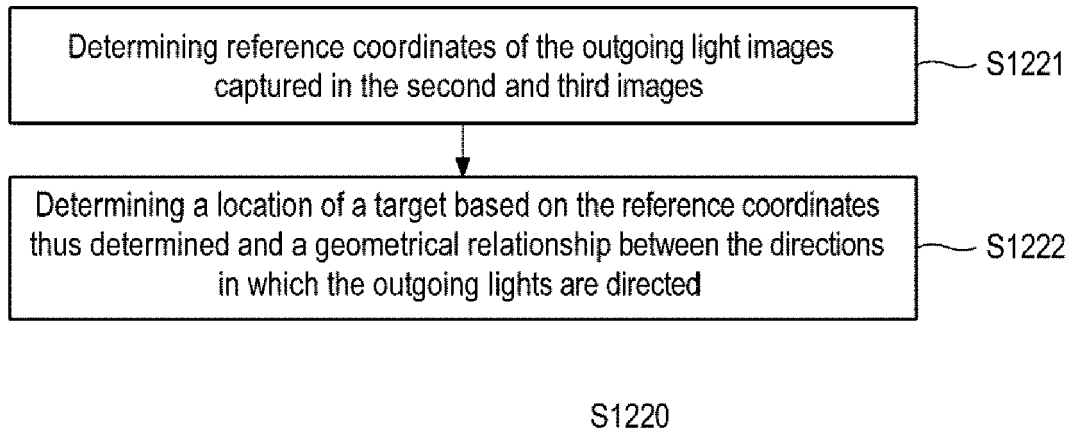 Determining reference coordinates of the outgoing light images
captured in the second and third images
S1221
Determining a location of a target based on the reference coordinates
thus determined and a geometrical relationship between the directions
in which the outgoing lights are directed
S1222
S1220